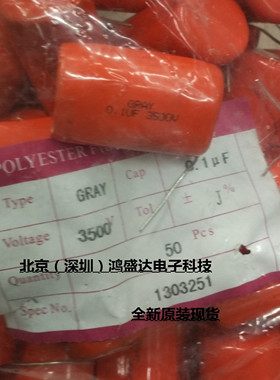 GRAY
0.1UF 3500V
POLYESTER
Type GRAY Cap 0.1μF
Voltage 3500V Tol ± J%
Quantity 50 Pcs
北京（深圳）鸿盛达电子科技
Spec No. 1303251
全新原装现货